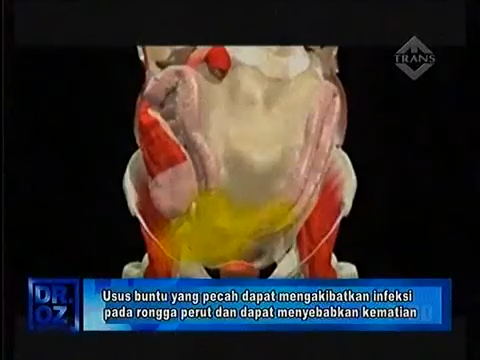 TRANS
Usus buntu yang pecah dapat mengakibatkan infeksi
pada rongga perut dan dapat menyebabkan kematian
DR.
OZ